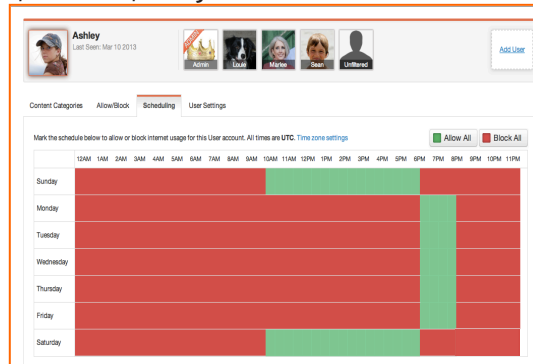 Ashley
Last Seen: Mar 10 2013
Admin
Louie
Marlee
Sean
Unfiltered
Add User
Content Categories Allow/Block Scheduling User Settings
Mark the schedule below to allow or block internet usage for this User account. All times are UTC. Time zone settings
Allow All Block All
12AM 1AM 2AM 3AM 4AM 5AM 6AM 7AM 8AM 9AM 10AM 11AM 12PM 1PM 2PM 3PM 4PM 5PM 6PM 7PM 8PM 9PM 10PM 11PM
Sunday
Monday
Tuesday
Wednesday
Thursday
Friday
Saturday